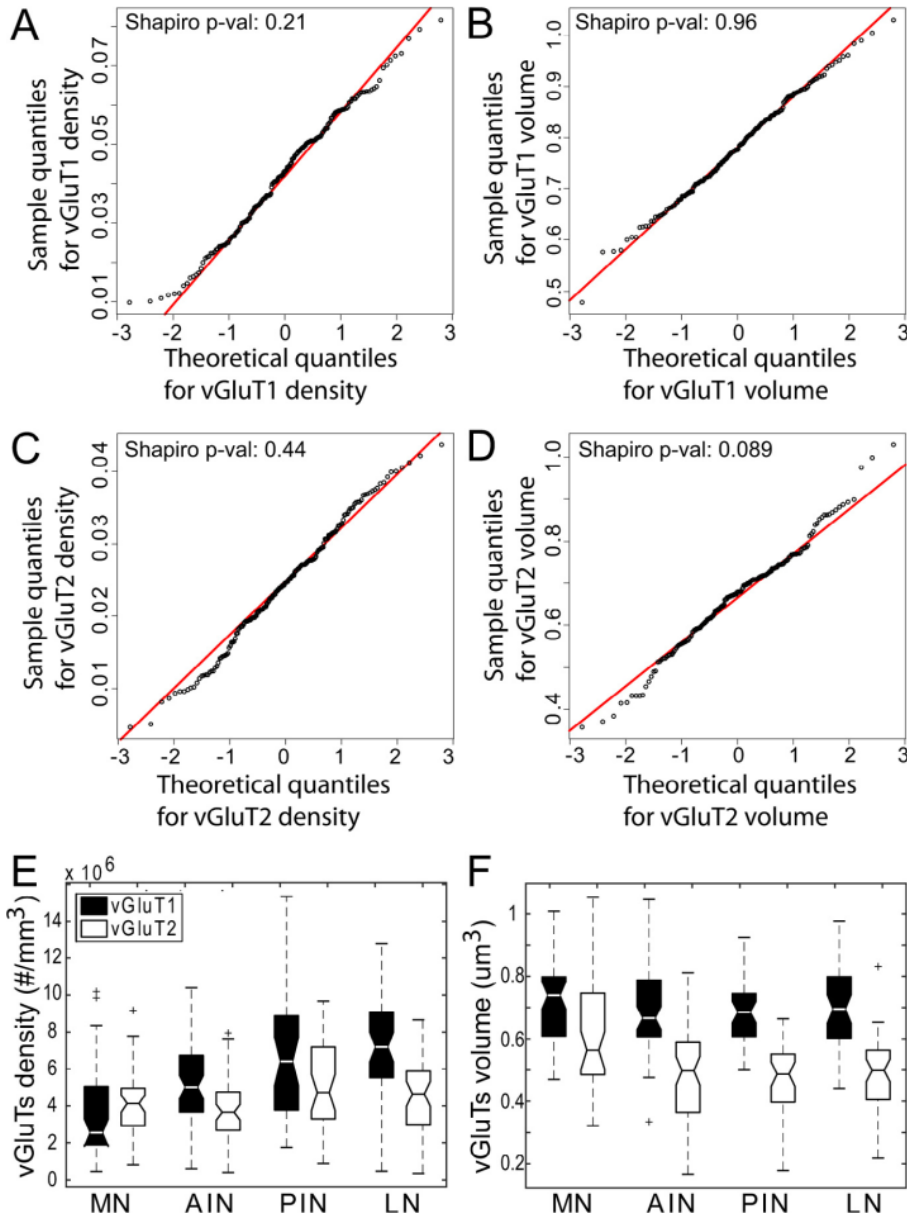 A
Shapiro p-val: 0.21
Sample quantiles
for vGluT1 density
0.01 0.03 0.05 0.07
-3 -2 -1 0 1 2 3
Theoretical quantiles
for vGluT1 density
B
Shapiro p-val: 0.96
Sample quantiles
for vGluT1 volume
0.5 0.6 0.7 0.8 0.9 1.0
-3 -2 -1 0 1 2 3
Theoretical quantiles
for vGluT1 volume
C
Shapiro p-val: 0.44
Sample quantiles
for vGluT2 density
0.01 0.02 0.03 0.04
-3 -2 -1 0 1 2 3
Theoretical quantiles
for vGluT2 density
D
Shapiro p-val: 0.089
Sample quantiles
for vGluT2 volume
0.4 0.6 0.8 1.0
-3 -2 -1 0 1 2 3
Theoretical quantiles
for vGluT2 volume
E
x 10^6
vGluT1
vGluT2
vGluTs density (#/mm³)
14
12
10
8
6
4
2
0
MN AIN PIN LN
F
vGluTs volume (um³)
1
0.8
0.6
0.4
0.2
MN AIN PIN LN